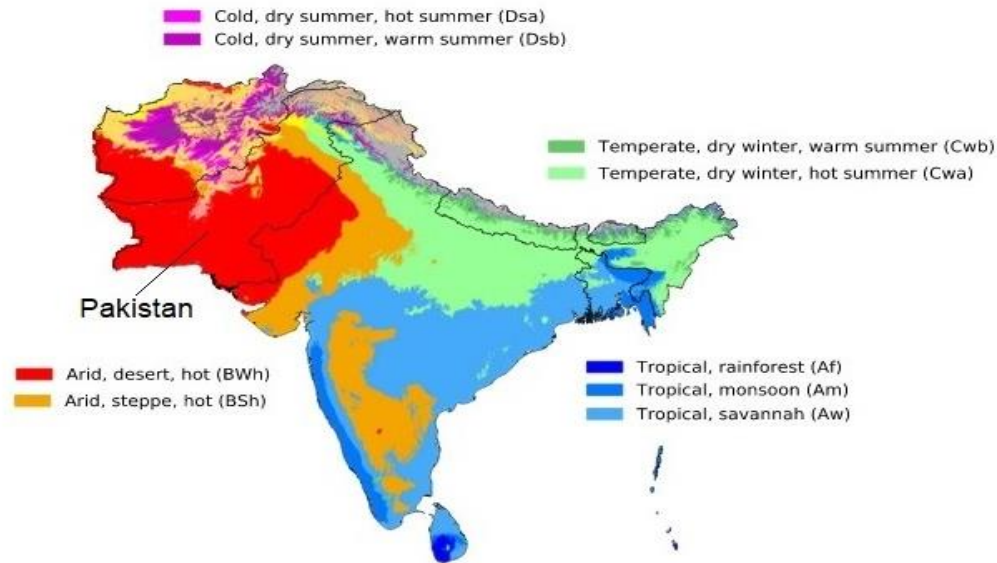 Cold, dry summer, hot summer (Dsa)
Cold, dry summer, warm summer (Dsb)
Temperate, dry winter, warm summer (Cwb)
Temperate, dry winter, hot summer (Cwa)
Pakistan
Arid, desert, hot (BWh)
Arid, steppe, hot (BSh)
Tropical, rainforest (Af)
Tropical, monsoon (Am)
Tropical, savannah (Aw)